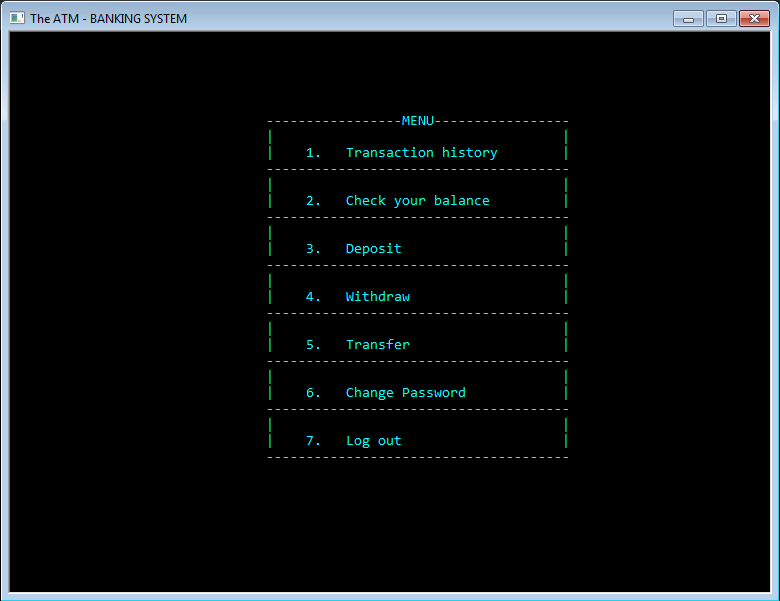 The ATM - BANKING SYSTEM
-----------------MENU-----------------
1. Transaction history
2. Check your balance
3. Deposit
4. Withdraw
5. Transfer
6. Change Password
7. Log out